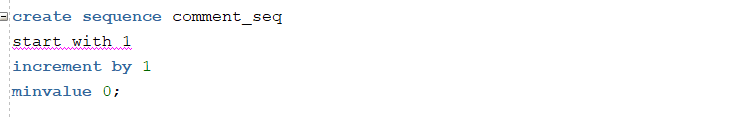 create sequence comment_seq
start with 1
increment by 1
minvalue 0;